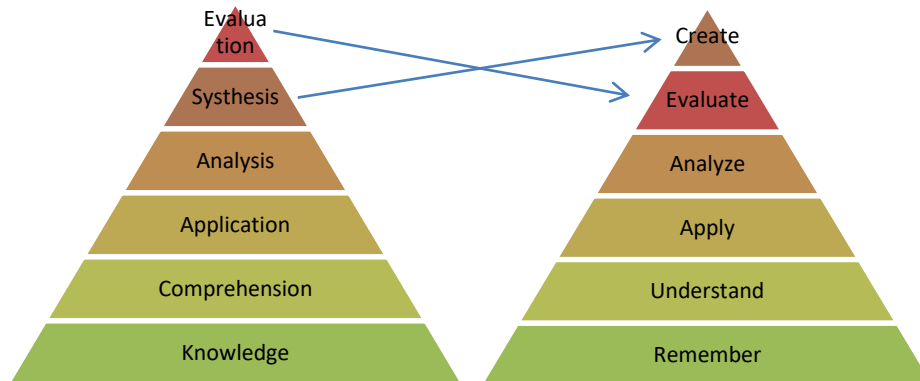 Evalua
tion
Systhesis
Analysis
Application
Comprehension
Knowledge
Create
Evaluate
Analyze
Apply
Understand
Remember